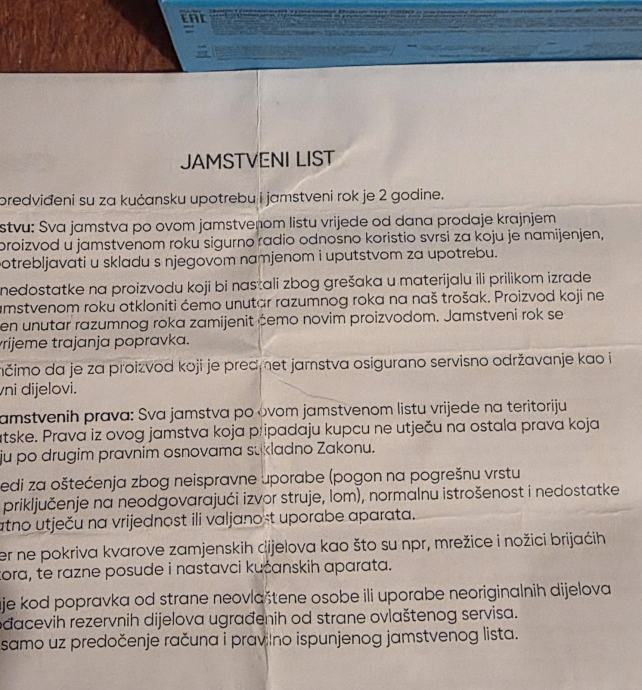 EAC
JAMSTVENI LIST
predviđeni su za kućansku upotrebu i jamstveni rok je 2 godine.
stvu: Sva jamstva po ovom jamstvenom listu vrijede od dana prodaje krajnjem
proizvod u jamstvenom roku sigurno radio odnosno koristio svrsi za koju je namijenjen,
otrebljavati u skladu s njegovom namjenom i uputstvom za upotrebu.
nedostatke na proizvodu koji bi nastali zbog grešaka u materijalu ili prilikom izrade
amstvenom roku otkloniti ćemo unutar razumnog roka na naš trošak. Proizvod koji ne
en unutar razumnog roka zamijenit ćemo novim proizvodom. Jamstveni rok se
vrijeme trajanja popravka.
čimo da je za proizvod koji je predmet jamstva osigurano servisno održavanje kao i
vni dijelovi.
amstvenih prava: Sva jamstva po ovom jamstvenom listu vrijede na teritoriju
atske. Prava iz ovog jamstva koja pripadaju kupcu ne utječu na ostala prava koja
ju po drugim pravnim osnovama sukladno Zakonu.
edi za oštećenja zbog neispravne uporabe (pogon na pogrešnu vrstu
priključenje na neodgovarajući izvor struje, lom), normalnu istrošenost i nedostatke
atno utječu na vrijednost ili valjanost uporabe aparata.
er ne pokriva kvarove zamjenskih dijelova kao što su npr, mrežice i nožici brijaćih
ora, te razne posude i nastavci kućanskih aparata.
je kod popravka od strane neovlaštene osobe ili uporabe neoriginalnih dijelova
ođacevih rezervnih dijelova ugrađenih od strane ovlaštenog servisa.
samo uz predočenje računa i pravilno ispunjenog jamstvenog lista.